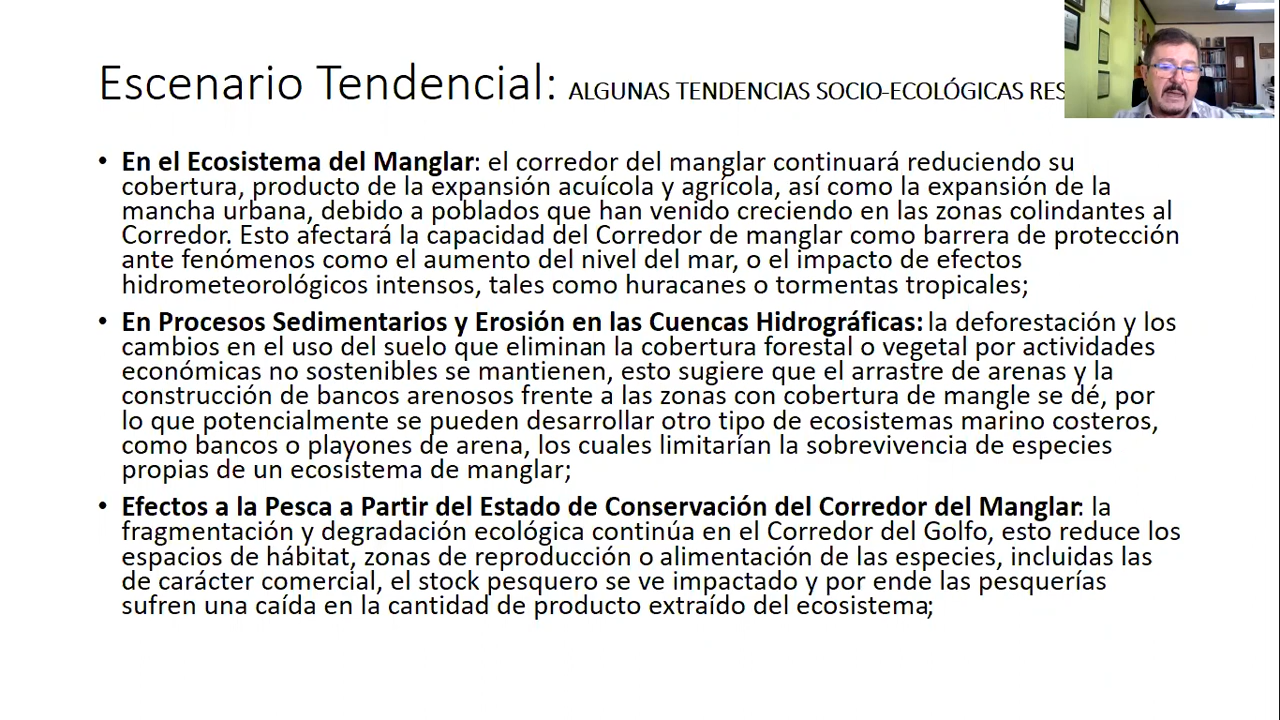 Escenario Tendencial: ALGUNAS TENDENCIAS SOCIO-ECOLÓGICAS RES
• En el Ecosistema del Manglar: el corredor del manglar continuará reduciendo su
cobertura, producto de la expansión acuícola y agrícola, así como la expansión de la
mancha urbana, debido a poblados que han venido creciendo en las zonas colindantes al
Corredor. Esto afectará la capacidad del Corredor de manglar como barrera de protección
ante fenómenos como el aumento del nivel del mar, o el impacto de efectos
hidrometeorológicos intensos, tales como huracanes o tormentas tropicales;
• En Procesos Sedimentarios y Erosión en las Cuencas Hidrográficas: la deforestación y los
cambios en el uso del suelo que eliminan la cobertura forestal o vegetal por actividades
económicas no sostenibles se mantienen, esto sugiere que el arrastre de arenas y la
construcción de bancos arenosos frente a las zonas con cobertura de mangle se dé, por
lo que potencialmente se pueden desarrollar otro tipo de ecosistemas marino costeros,
como bancos o playones de arena, los cuales limitarían la sobrevivencia de especies
propias de un ecosistema de manglar;
• Efectos a la Pesca a Partir del Estado de Conservación del Corredor del Manglar: la
fragmentación y degradación ecológica continúa en el Corredor del Golfo, esto reduce los
espacios de hábitat, zonas de reproducción o alimentación de las especies, incluidas las
de carácter comercial, el stock pesquero se ve impactado y por ende las pesquerías
sufren una caída en la cantidad de producto extraído del ecosistema;